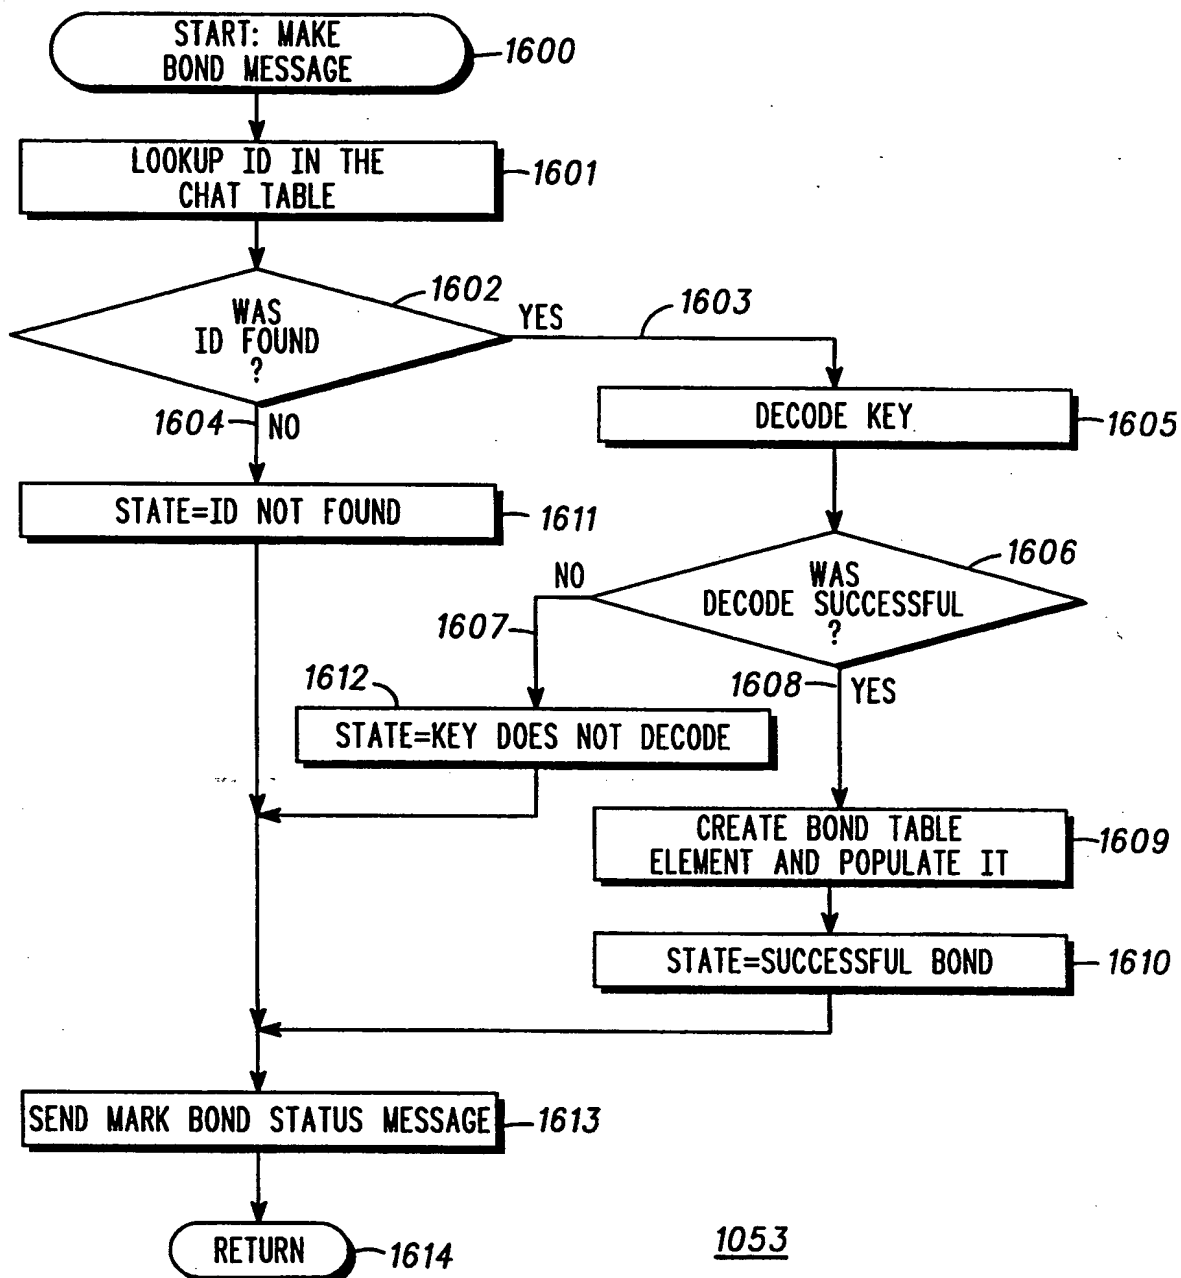 START: MAKE
BOND MESSAGE
1600
LOOKUP ID IN THE
CHAT TABLE
1601
WAS
ID FOUND
?
1602
YES
1603
1604
NO
DECODE KEY
1605
STATE=ID NOT FOUND
1611
WAS
DECODE SUCCESSFUL
?
1606
NO
1607
1608
YES
1612
STATE=KEY DOES NOT DECODE
CREATE BOND TABLE
ELEMENT AND POPULATE IT
1609
STATE=SUCCESSFUL BOND
1610
SEND MARK BOND STATUS MESSAGE
1613
RETURN
1614
1053